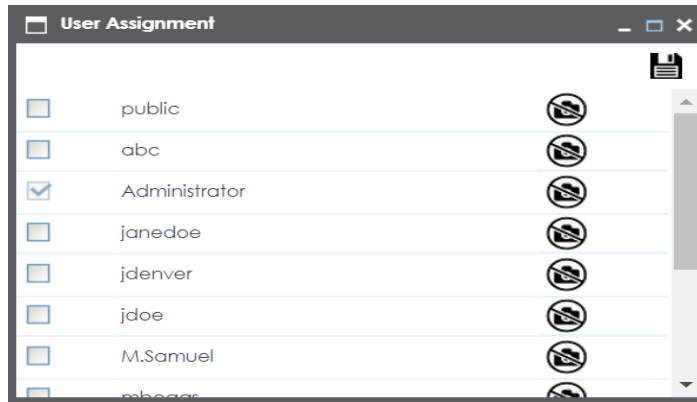 User Assignment
public
abc
Administrator
janedoe
jdenver
jdoe
M.Samuel